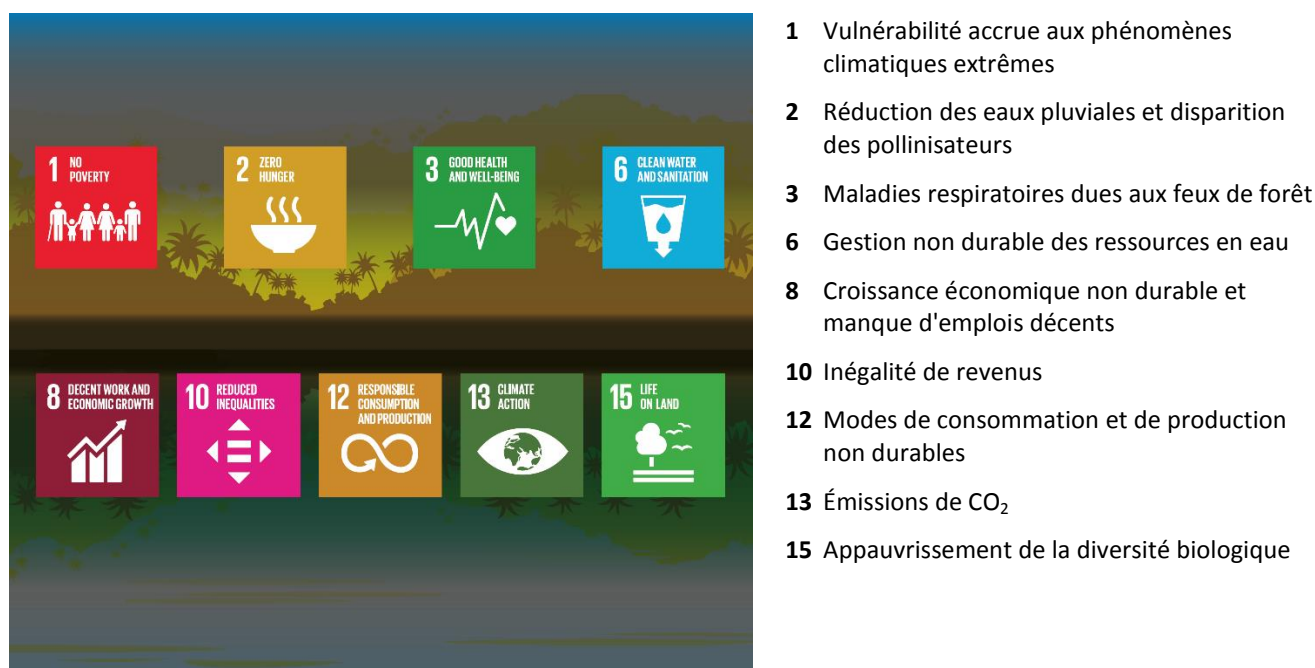 1 NO
POVERTY
2 ZERO
HUNGER
3 GOOD HEALTH
AND WELL-BEING
6 CLEAN WATER
AND SANITATION
8 DECENT WORK AND
ECONOMIC GROWTH
10 REDUCED
INEQUALITIES
12 RESPONSIBLE
CONSUMPTION
AND PRODUCTION
13 CLIMATE
ACTION
15 LIFE
ON LAND
1 Vulnérabilité accrue aux phénomènes
climatiques extrêmes
2 Réduction des eaux pluviales et disparition
des pollinisateurs
3 Maladies respiratoires dues aux feux de forêt
6 Gestion non durable des ressources en eau
8 Croissance économique non durable et
manque d'emplois décents
10 Inégalité de revenus
12 Modes de consommation et de production
non durables
13 Émissions de CO₂
15 Appauvrissement de la diversité biologique